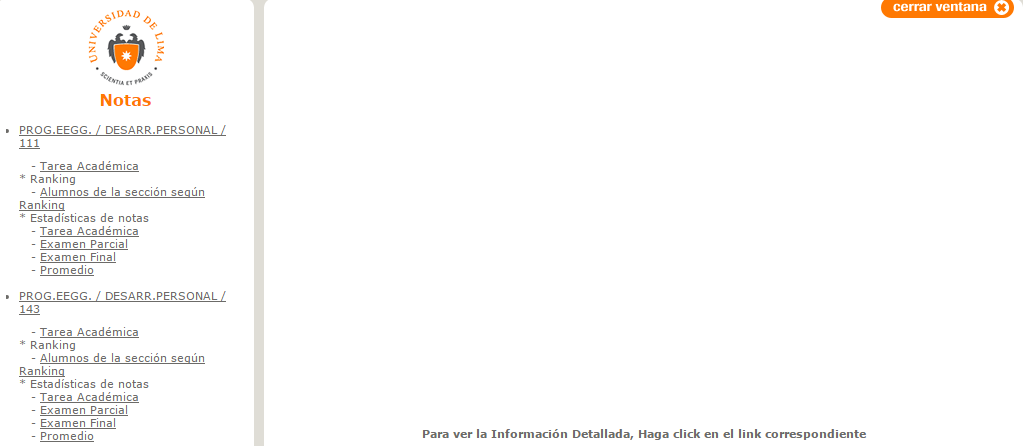 cerrar ventana
UNIVERSIDAD DE LIMA
SCIENTIA ET PRAXIS
Notas
• PROG.EEGG. / DESARR.PERSONAL /
111
- Tarea Académica
* Ranking
- Alumnos de la sección según
Ranking
* Estadísticas de notas
- Tarea Académica
- Examen Parcial
- Examen Final
- Promedio
• PROG.EEGG. / DESARR.PERSONAL /
143
- Tarea Académica
* Ranking
- Alumnos de la sección según
Ranking
* Estadísticas de notas
- Tarea Académica
- Examen Parcial
- Examen Final
- Promedio
Para ver la Información Detallada, Haga click en el link correspondiente